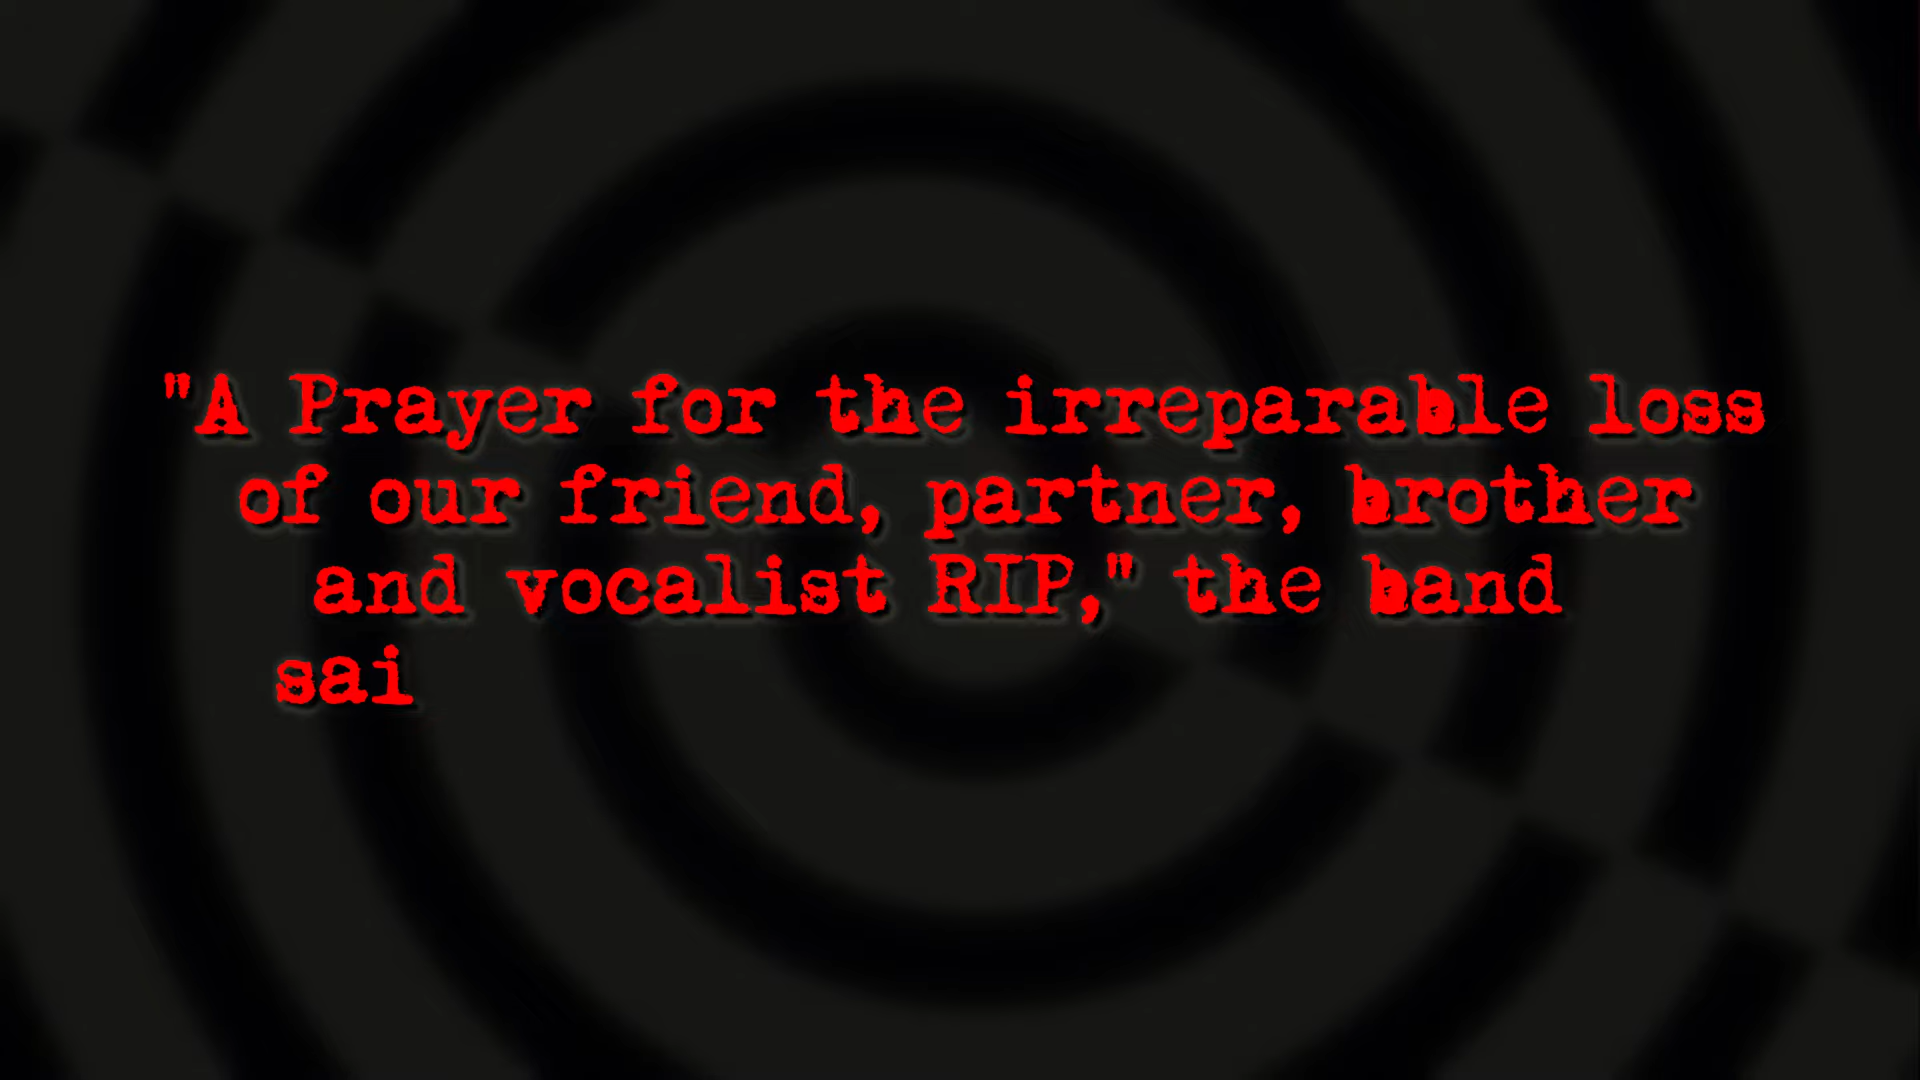 "A Prayer for the irreparable loss
of our friend, partner, brother
and vocalist RIP," the band
sai